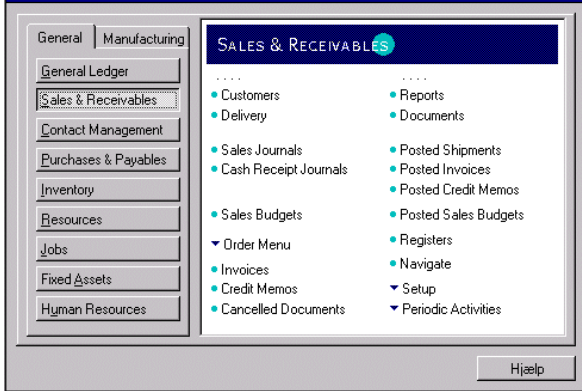 General
Manufacturing
General Ledger
Sales & Receivables
Contact Management
Purchases & Payables
Inventory
Resources
Jobs
Fixed Assets
Human Resources
SALES & RECEIVABLES
Customers
Delivery
Sales Journals
Cash Receipt Journals
Sales Budgets
Order Menu
Invoices
Credit Memos
Cancelled Documents
Reports
Documents
Posted Shipments
Posted Invoices
Posted Credit Memos
Posted Sales Budgets
Registers
Navigate
Setup
Periodic Activities
Hjælp